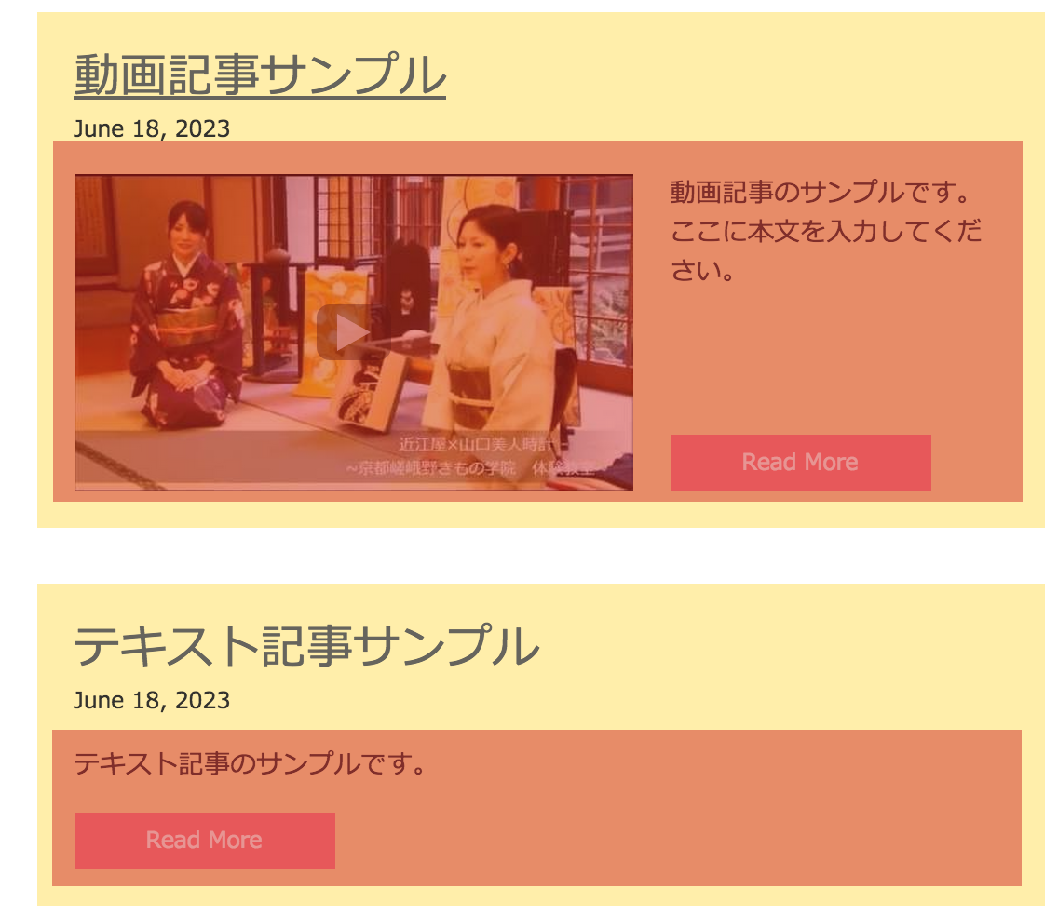 動画記事サンプル
June 18, 2023
動画記事のサンプルです。
ここに本文を入力してくだ
さい。
近江屋×山口美人時計
~京都嵯峨野きもの学院　体験教室~
Read More
テキスト記事サンプル
June 18, 2023
テキスト記事のサンプルです。
Read More